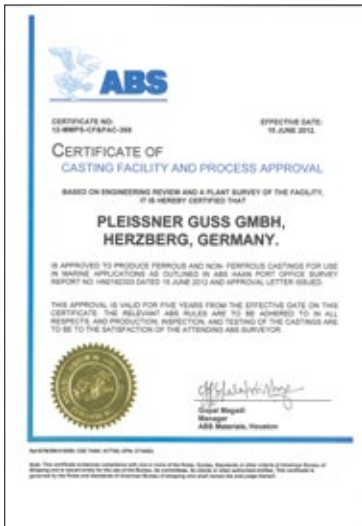 ABS
CERTIFICATE NO:
EFFECTIVE DATE:
15 JUNE 2012.
CERTIFICATE OF
CASTING FACILITY AND PROCESS APPROVAL
BASED ON ENGINEERING REVIEW AND A PLANT SURVEY OF THE FACILITY,
IT IS HEREBY CERTIFIED THAT
PLEISSNER GUSS GMBH,
HERZBERG, GERMANY.
IS APPROVED TO PRODUCE FERROUS AND NON-FERROUS CASTINGS FOR USE
IN MARINE APPLICATIONS AS OUTLINED IN ABS PORT OFFICE SURVEY
REPORT NO. DATED 15 JUNE 2012 AND APPROVAL LETTER ISSUED.
THIS APPROVAL IS VALID FOR FIVE YEARS FROM THE EFFECTIVE DATE ON THIS
CERTIFICATE. THE RELEVANT ABS RULES ARE TO BE ADHERED TO IN ALL
RESPECTS, AND PRODUCTION, INSPECTION, AND TESTING OF THE CASTINGS ARE
TO BE TO THE SATISFACTION OF THE ATTENDING ABS SURVEYOR.
Manager
ABS Materials, Houston